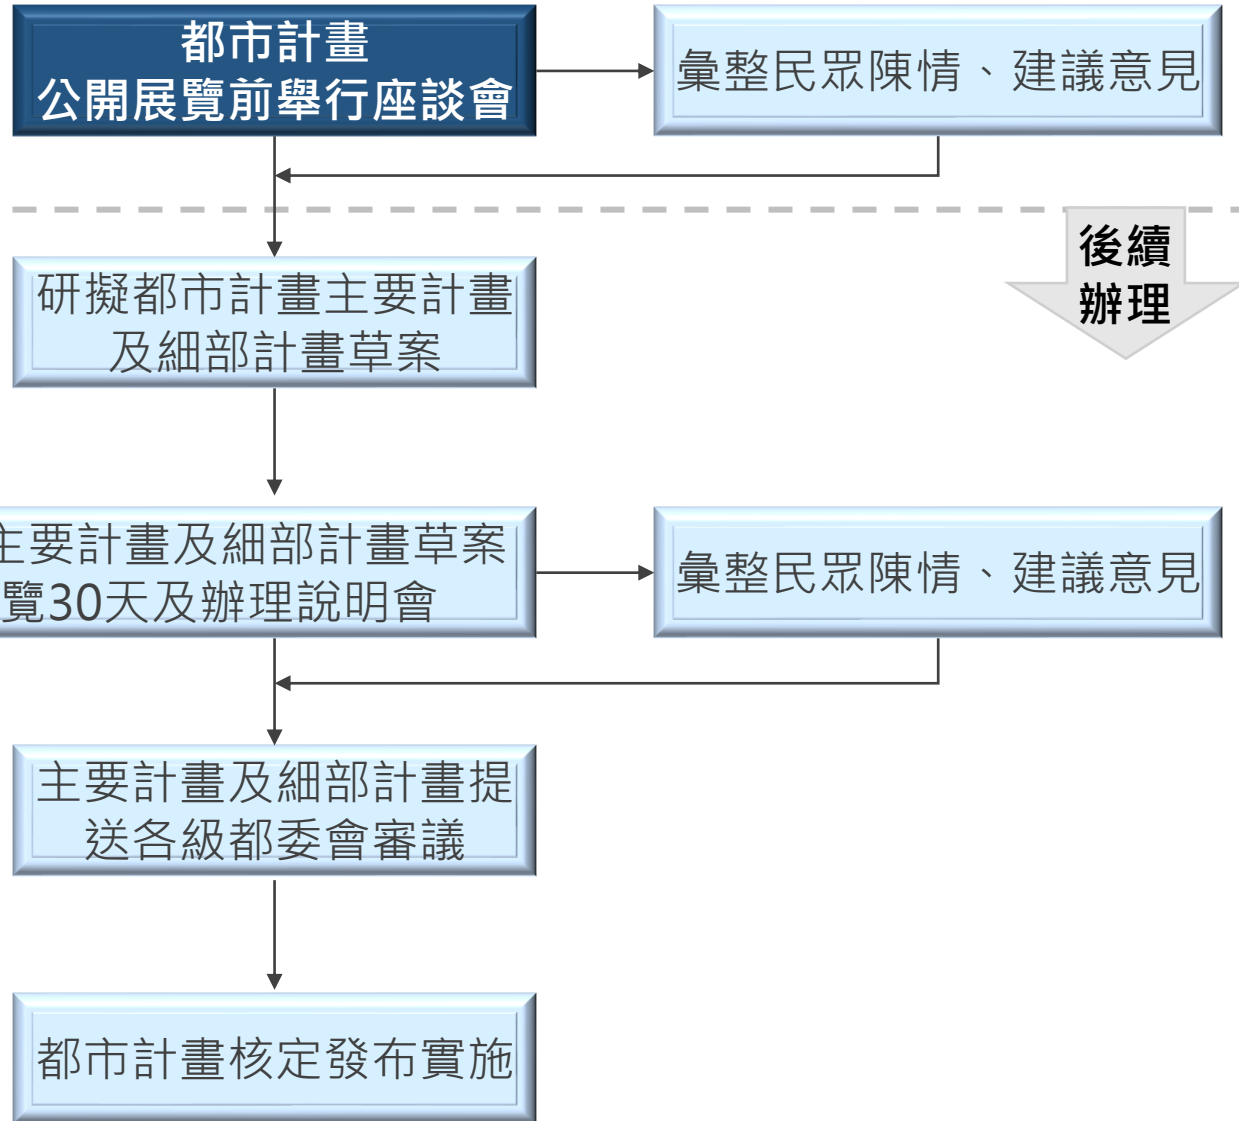 都市計畫
公開展覽前舉行座談會
彙整民眾陳情、建議意見
後續
辦理
研擬都市計畫主要計畫
及細部計畫草案
主要計畫及細部計畫草案
覽30天及辦理說明會
彙整民眾陳情、建議意見
主要計畫及細部計畫提
送各級都委會審議
都市計畫核定發布實施